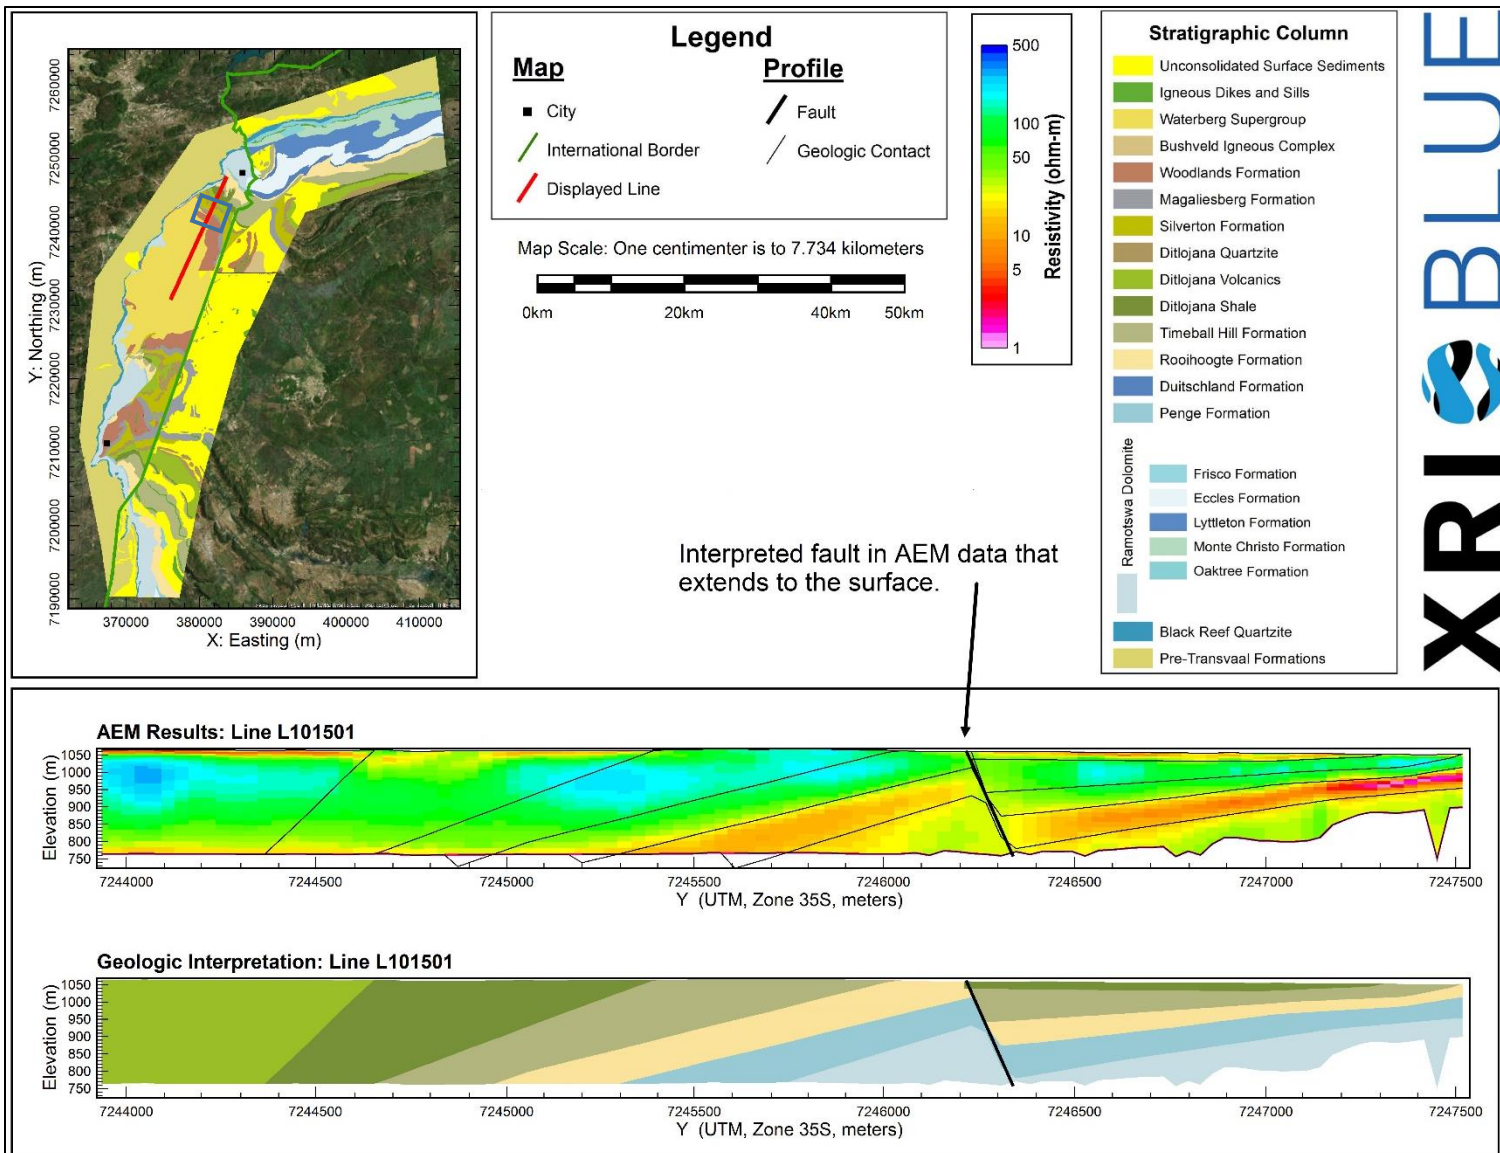 7260000
7250000
7240000
7230000
7220000
7210000
7200000
7190000
Y: Northing (m)
370000 380000 390000 400000 410000
X: Easting (m)
Legend
Map
City
International Border
Displayed Line
Profile
Fault
Geologic Contact
Map Scale: One centimenter is to 7.734 kilometers
0km 20km 40km 50km
500
100
50
10
5
1
Resistivity (ohm-m)
Stratigraphic Column
Unconsolidated Surface Sediments
Igneous Dikes and Sills
Waterberg Supergroup
Bushveld Igneous Complex
Woodlands Formation
Magaliesberg Formation
Silverton Formation
Ditlojana Quartzite
Ditlojana Volcanics
Ditlojana Shale
Timeball Hill Formation
Rooihoogte Formation
Duitschland Formation
Penge Formation
Ramotswa Dolomite
Frisco Formation
Eccles Formation
Lyttleton Formation
Monte Christo Formation
Oaktree Formation
Black Reef Quartzite
Pre-Transvaal Formations
XRI BLUE
Interpreted fault in AEM data that
extends to the surface.
AEM Results: Line L101501
Elevation (m)
1050
1000
950
900
850
800
750
7244000 7244500 7245000 7245500 7246000 7246500 7247000 7247500
Y (UTM, Zone 35S, meters)
Geologic Interpretation: Line L101501
Elevation (m)
1050
1000
950
900
850
800
750
7244000 7244500 7245000 7245500 7246000 7246500 7247000 7247500
Y (UTM, Zone 35S, meters)